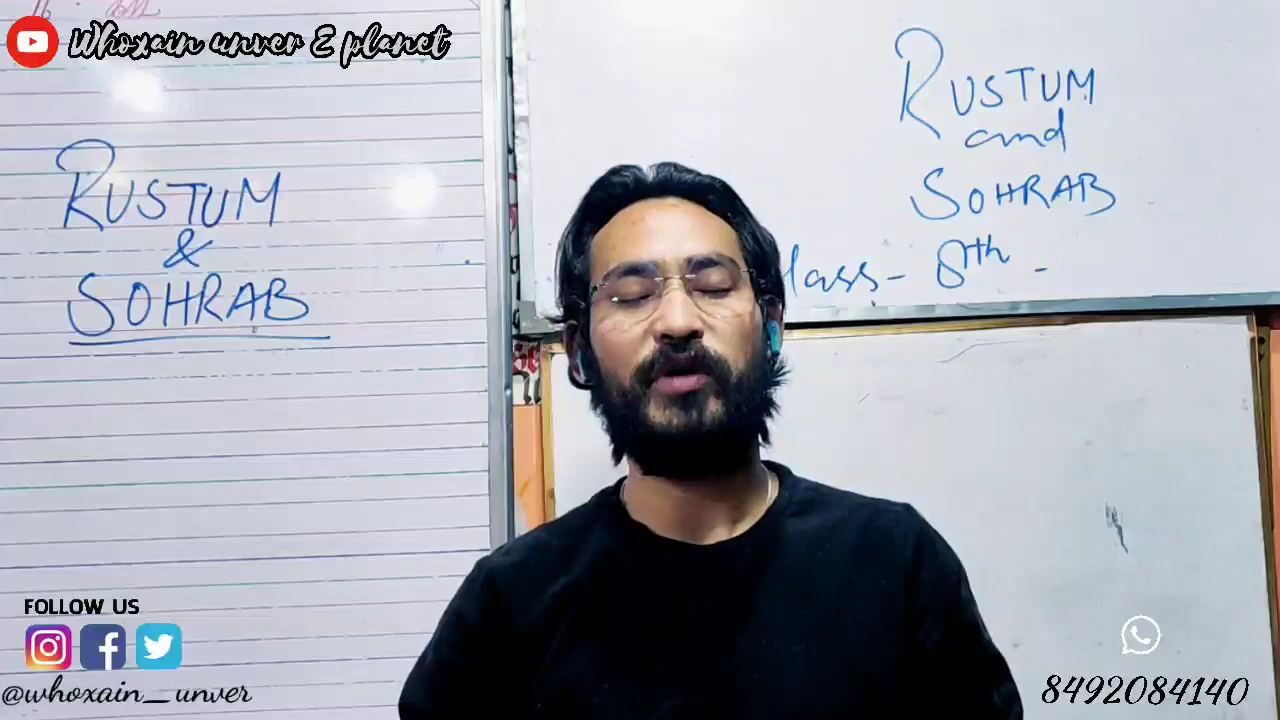 Whoxain unver E planet
RUSTUM
&
SOHRAB
RUSTUM
and
SOHRAB
lass - 8th -
FOLLOW US
@whoxain_unver
8492084140